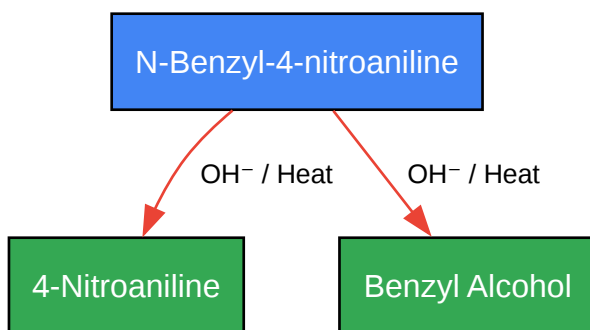 N-Benzyl-4-nitroaniline
OH⁻ / Heat
OH⁻ / Heat
4-Nitroaniline
Benzyl Alcohol